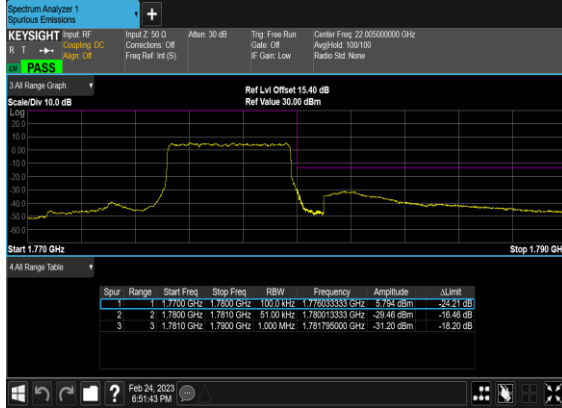 Spectrum Analyzer 1
Spurious Emissions
+
KEYSIGHT Input: RF Input Z: 50 Ω Atten: 30 dB Trig: Free Run Center Freq: 22.005000000 GHz
R T Coupling: DC Corrections: Off Gate: Off Avg|Hold: 100/100
Align: Off Freq Ref: Int (S) IF Gain: Low Radio Std: None
PASS
3 All Range Graph
Ref Lvl Offset 15.40 dB
Scale/Div 10.0 dB Ref Value 30.00 dBm
Log
20.0
10.0
0.00
-10.0
-20.0
-30.0
-40.0
-50.0
-60.0
Start 1.770 GHz Stop 1.790 GH
4 All Range Table
Spur Range Start Freq Stop Freq RBW Frequency Amplitude ΔLimit
1 1 1.7700 GHz 1.7800 GHz 100.0 kHz 1.776033333 GHz 5.794 dBm -24.21 dB
2 2 1.7800 GHz 1.7810 GHz 51.00 kHz 1.780013333 GHz -29.46 dBm -16.46 dB
3 3 1.7810 GHz 1.7900 GHz 1.000 MHz 1.781795000 GHz -31.20 dBm -18.20 dB
? Feb 24, 2023
6:51:43 PM